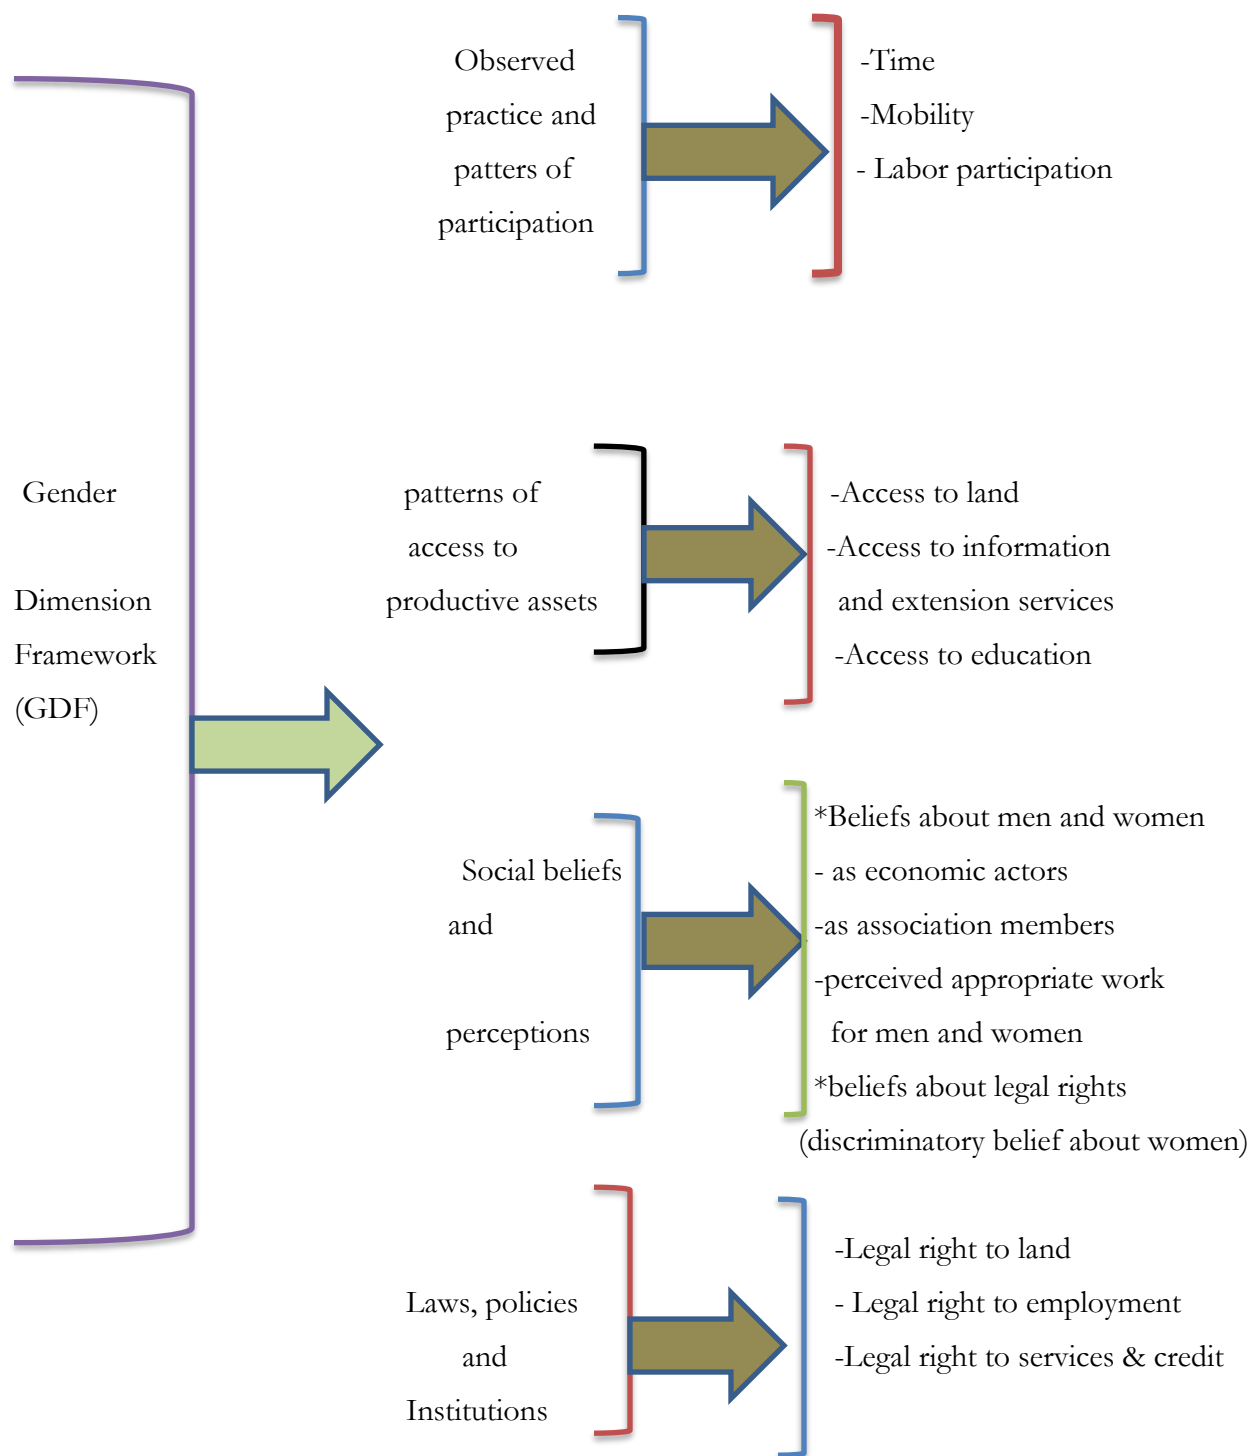 Gender
Dimension
Framework
(GDF)
Observed
practice and
patters of
participation
-Time
-Mobility
- Labor participation
patterns of
access to
productive assets
-Access to land
-Access to information
and extension services
-Access to education
Social beliefs
and
perceptions
*Beliefs about men and women
- as economic actors
-as association members
-perceived appropriate work
for men and women
*beliefs about legal rights
(discriminatory belief about women)
Laws, policies
and
Institutions
-Legal right to land
- Legal right to employment
-Legal right to services & credit